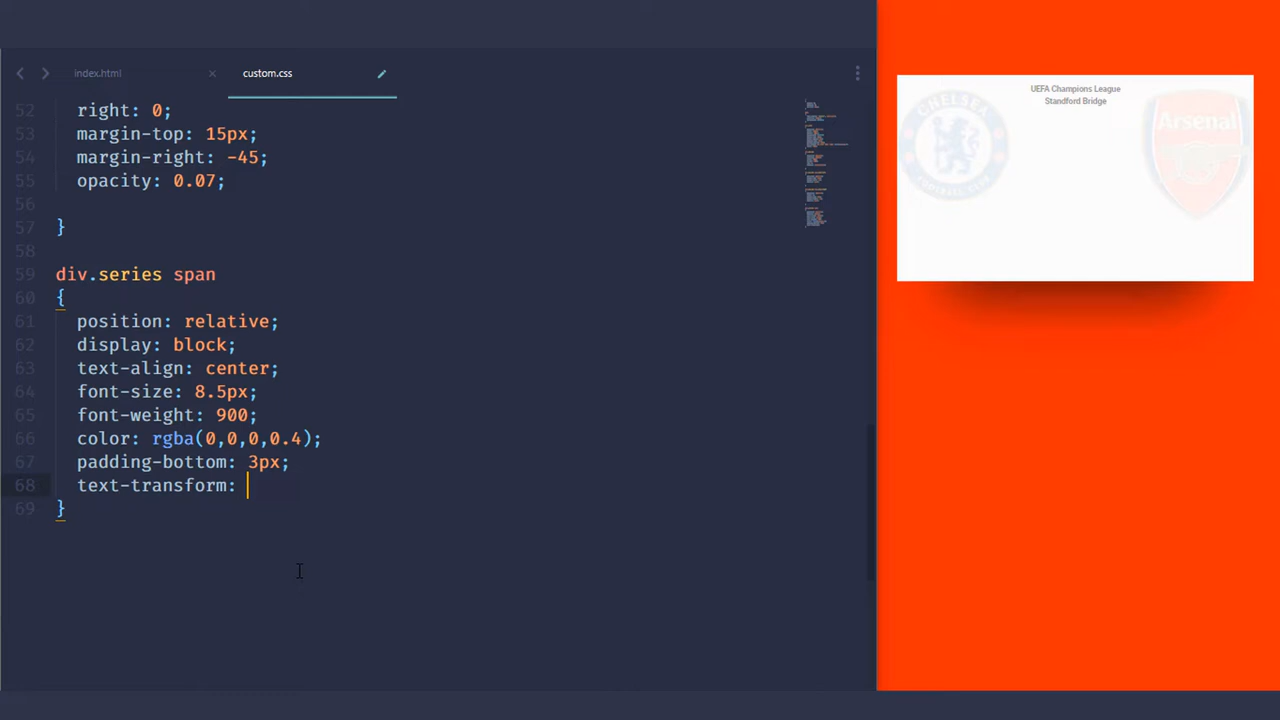 index.html
custom.css
52 right: 0;
53 margin-top: 15px;
54 margin-right: -45;
55 opacity: 0.07;
56
57 }
58
59 div.series span
60 {
61 position: relative;
62 display: block;
63 text-align: center;
64 font-size: 8.5px;
65 font-weight: 900;
66 color: rgba(0,0,0,0.4);
67 padding-bottom: 3px;
68 text-transform:
69 }
UEFA Champions League
Standford Bridge
CHELSEA
FOOTBALL CLUB
Arsenal